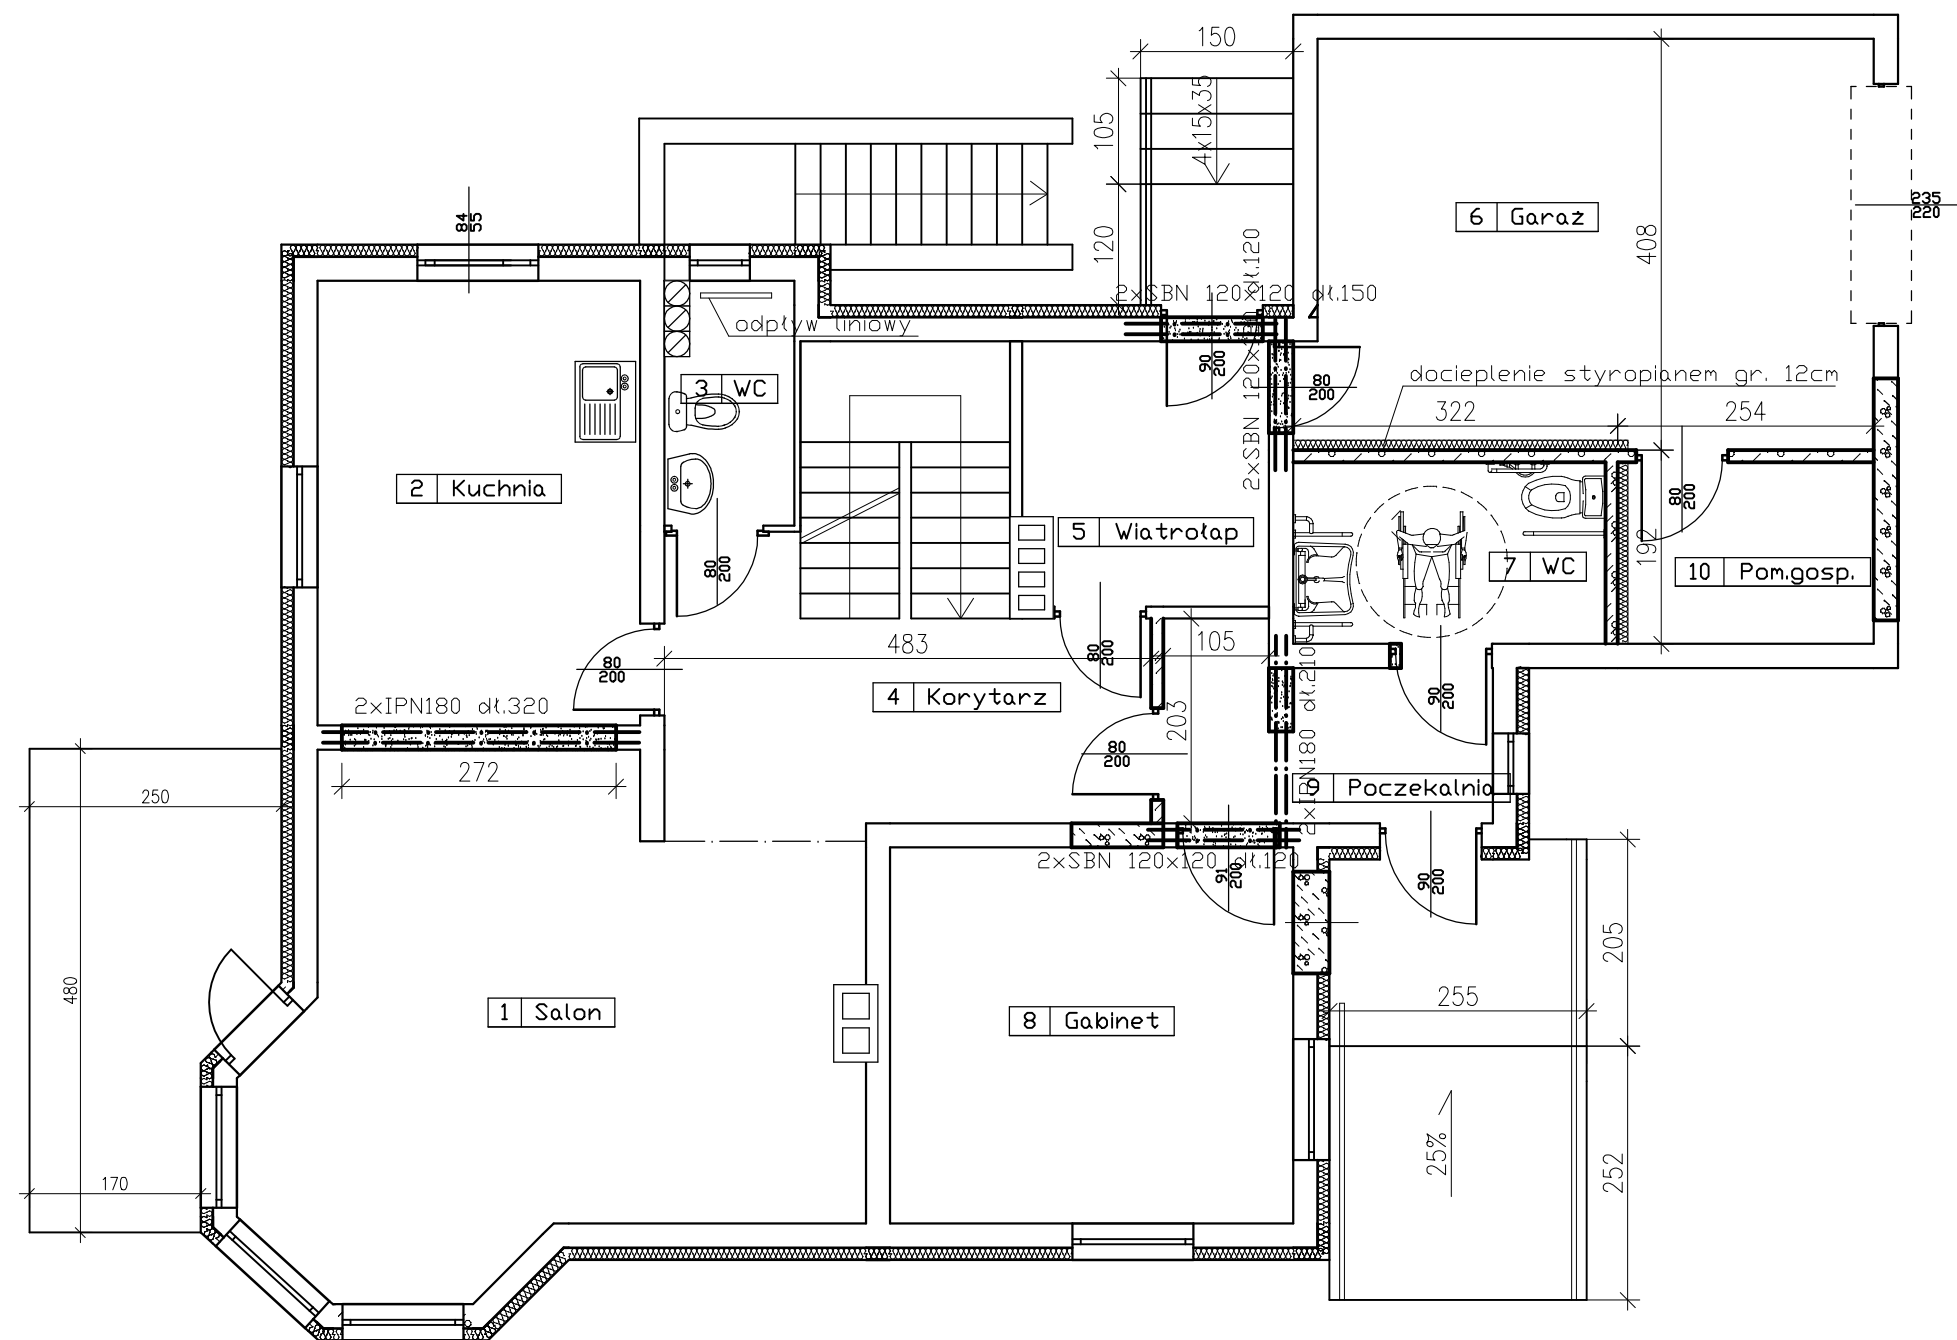 150
105
4x15x35
120
84
55
6 Garaż
408
235
220
2xSBN 120x120 dł.150
odpływ liniowy
90
200
80
200
2xSBN 120x120 dł.120
docieplenie styropianem gr. 12cm
322
254
3 WC
2 Kuchnia
80
200
5 Wiatrołap
80
200
192
7 WC
10 Pom.gosp.
483
80
200
105
80
200
4 Korytarz
203
90
200
2xIPN180 dł.320
272
80
200
2xIPN180 dł.210
9 Poczekalnia
250
480
170
2xSBN 120x120 dł.120
91
200
90
200
205
255
1 Salon
8 Gabinet
25%
252